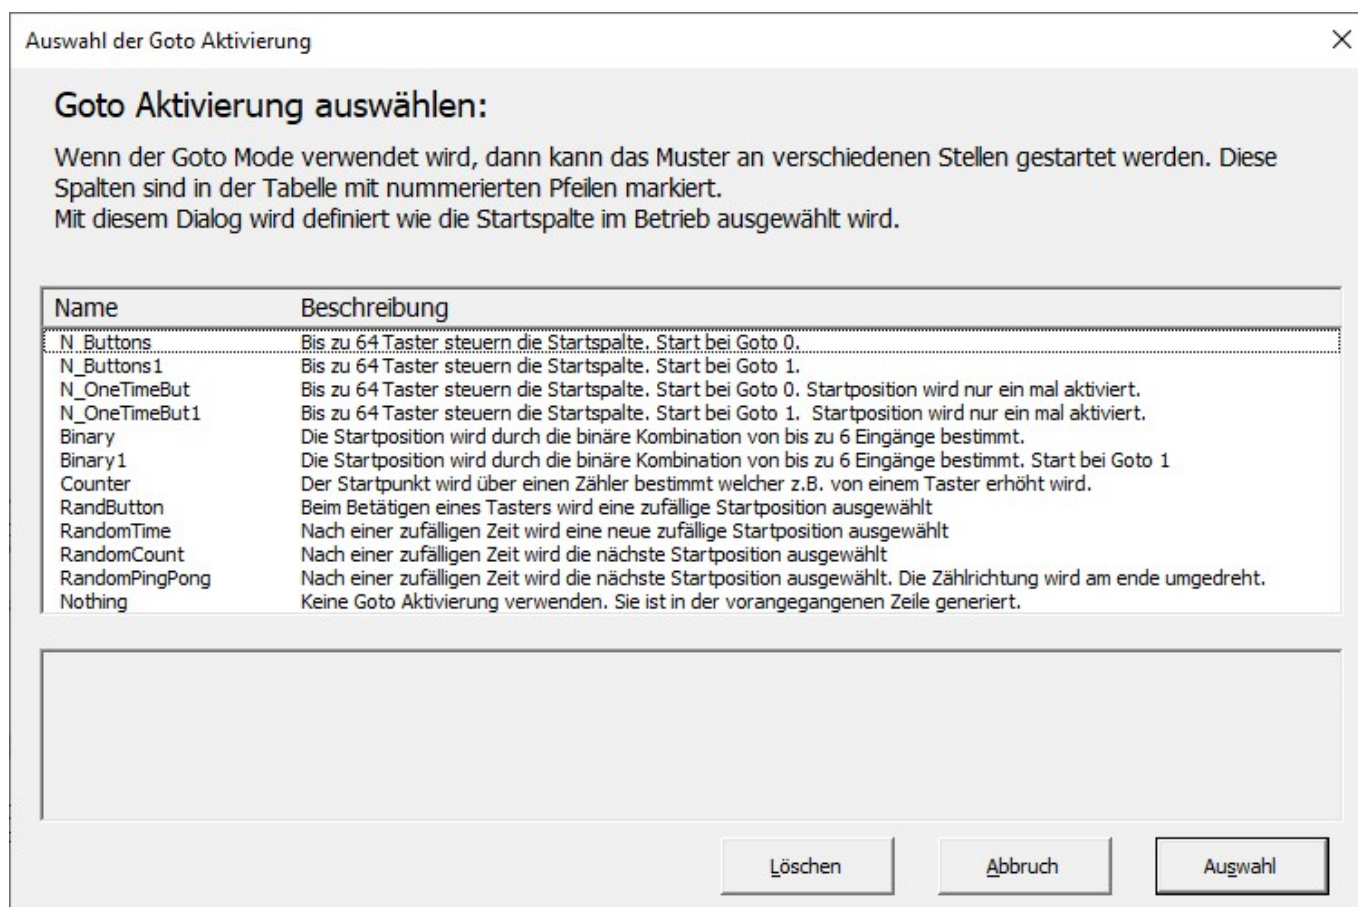 Auswahl der Goto Aktivierung
Goto Aktivierung auswählen:
Wenn der Goto Mode verwendet wird, dann kann das Muster an verschiedenen Stellen gestartet werden. Diese
Spalten sind in der Tabelle mit nummerierten Pfeilen markiert.
Mit diesem Dialog wird definiert wie die Startspalte im Betrieb ausgewählt wird.
Name Beschreibung
N_Buttons Bis zu 64 Taster steuern die Startspalte. Start bei Goto 0.
N_Buttons1 Bis zu 64 Taster steuern die Startspalte. Start bei Goto 1.
N_OneTimeBut Bis zu 64 Taster steuern die Startspalte. Start bei Goto 0. Startposition wird nur ein mal aktiviert.
N_OneTimeBut1 Bis zu 64 Taster steuern die Startspalte. Start bei Goto 1. Startposition wird nur ein mal aktiviert.
Binary Die Startposition wird durch die binäre Kombination von bis zu 6 Eingänge bestimmt.
Binary1 Die Startposition wird durch die binäre Kombination von bis zu 6 Eingänge bestimmt. Start bei Goto 1
Counter Der Startpunkt wird über einen Zähler bestimmt welcher z.B. von einem Taster erhöht wird.
RandButton Beim Betätigen eines Tasters wird eine zufällige Startposition ausgewählt
RandomTime Nach einer zufälligen Zeit wird eine neue zufällige Startposition ausgewählt
RandomCount Nach einer zufälligen Zeit wird die nächste Startposition ausgewählt
RandomPingPong Nach einer zufälligen Zeit wird die nächste Startposition ausgewählt. Die Zählrichtung wird am ende umgedreht.
Nothing Keine Goto Aktivierung verwenden. Sie ist in der vorangegangenen Zeile generiert.
Löschen Abbruch Auswahl